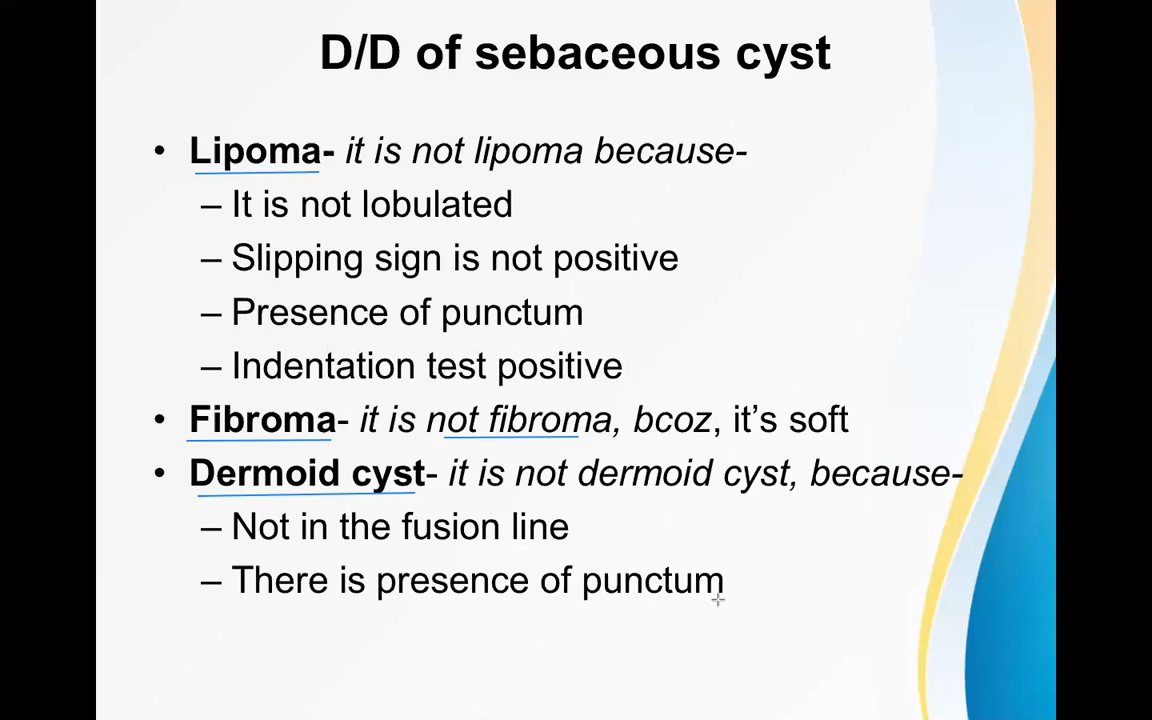 D/D of sebaceous cyst
• Lipoma- it is not lipoma because-
– It is not lobulated
– Slipping sign is not positive
– Presence of punctum
– Indentation test positive
• Fibroma- it is not fibroma, bcoz, it’s soft
• Dermoid cyst- it is not dermoid cyst, because-
– Not in the fusion line
– There is presence of punctum